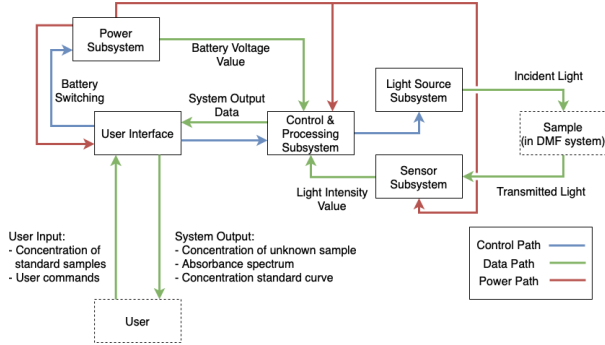 Power
Subsystem
Battery Voltage
Value
Battery
Switching
System Output
Data
User Interface
Control &
Processing
Subsystem
Light Source
Subsystem
Incident Light
Sample
(in DMF system)
Sensor
Subsystem
Light Intensity
Value
Transmitted Light
User Input:
- Concentration of
standard samples
- User commands
System Output:
- Concentration of unknown sample
- Absorbance spectrum
- Concentration standard curve
User
Control Path
Data Path
Power Path